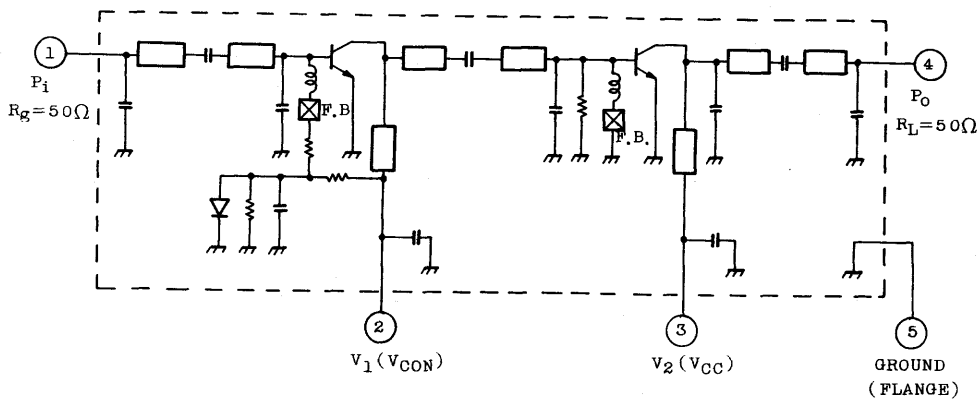 1
Pi
Rg=50Ω
F.B.
F.B.
4
Po
RL=50Ω
2
V1(VCON)
3
V2(VCC)
5
GROUND
(FLANGE)